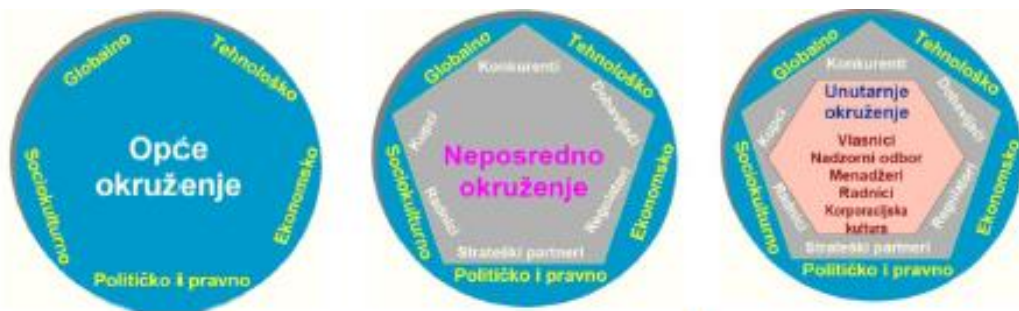 Globalno
Tehnološko
Opće
okruženje
Sociokulturno
Ekonomsko
Političko i pravno
Globalno
Tehnološko
Konkurenti
Kupci
Dobavljači
Neposredno
okruženje
Sociokulturno
Radnici
Regulatori
Ekonomsko
Strateški partneri
Političko i pravno
Globalno
Tehnološko
Konkurenti
Unutarnje
okruženje
Kupci
Dobavljači
Vlasnici
Nadzorni odbor
Menadžeri
Radnici
Korporacijska
kultura
Sociokulturno
Radnici
Regulatori
Ekonomsko
Strateški partneri
Političko i pravno